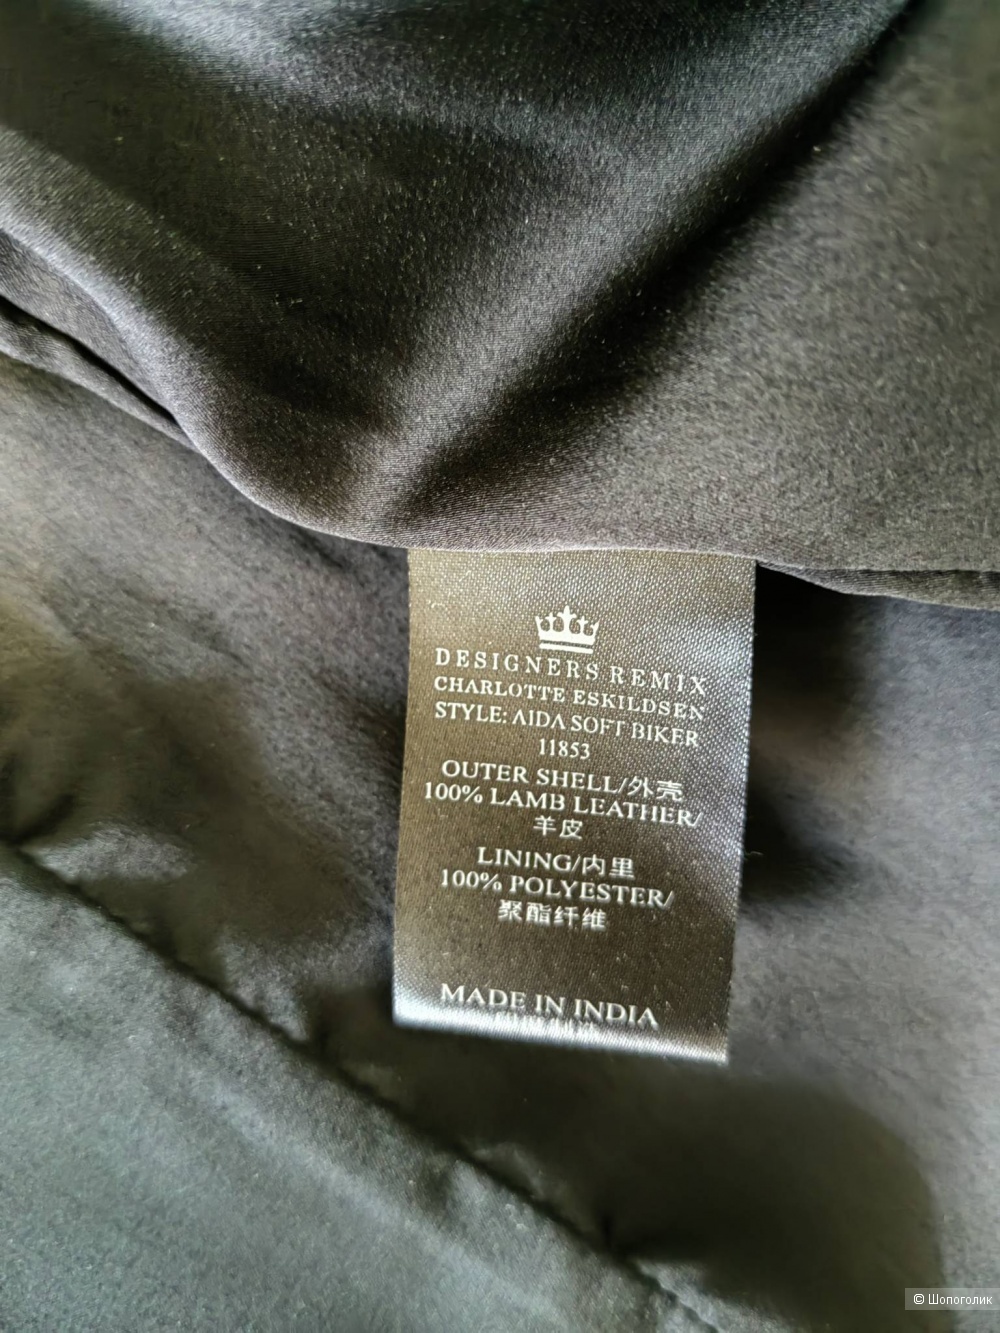 DESIGNERS REMIX
CHARLOTTE ESKILDSEN
STYLE: AIDA SOFT BIKER
11853
OUTER SHELL/外壳
100% LAMB LEATHER/
羊皮
LINING/内里
100% POLYESTER/
聚酯纤维
MADE IN INDIA
© Шопоголик